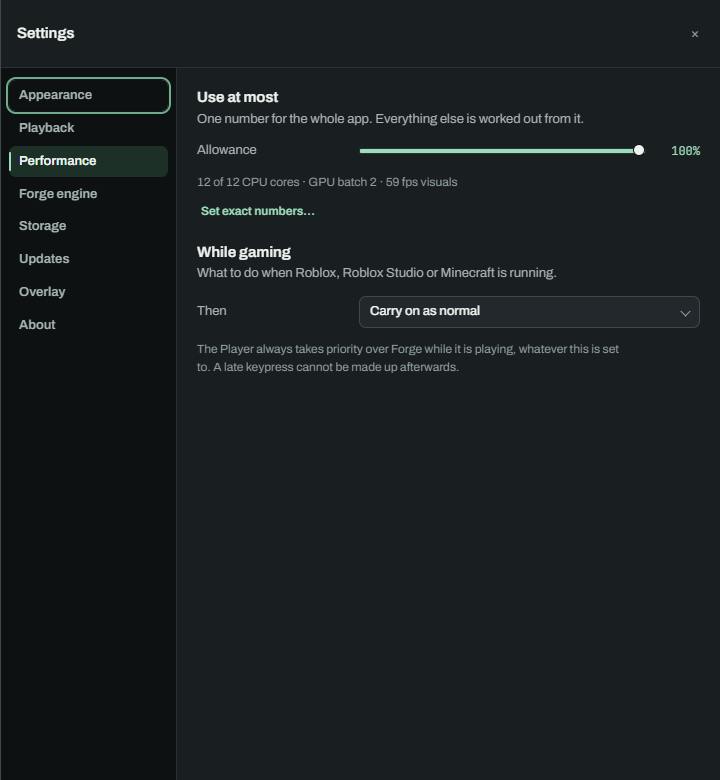 Settings
×
Appearance
Playback
Performance
Forge engine
Storage
Updates
Overlay
About
Use at most
One number for the whole app. Everything else is worked out from it.
Allowance
100%
12 of 12 CPU cores · GPU batch 2 · 59 fps visuals
Set exact numbers...
While gaming
What to do when Roblox, Roblox Studio or Minecraft is running.
Then
Carry on as normal
The Player always takes priority over Forge while it is playing, whatever this is set
to. A late keypress cannot be made up afterwards.